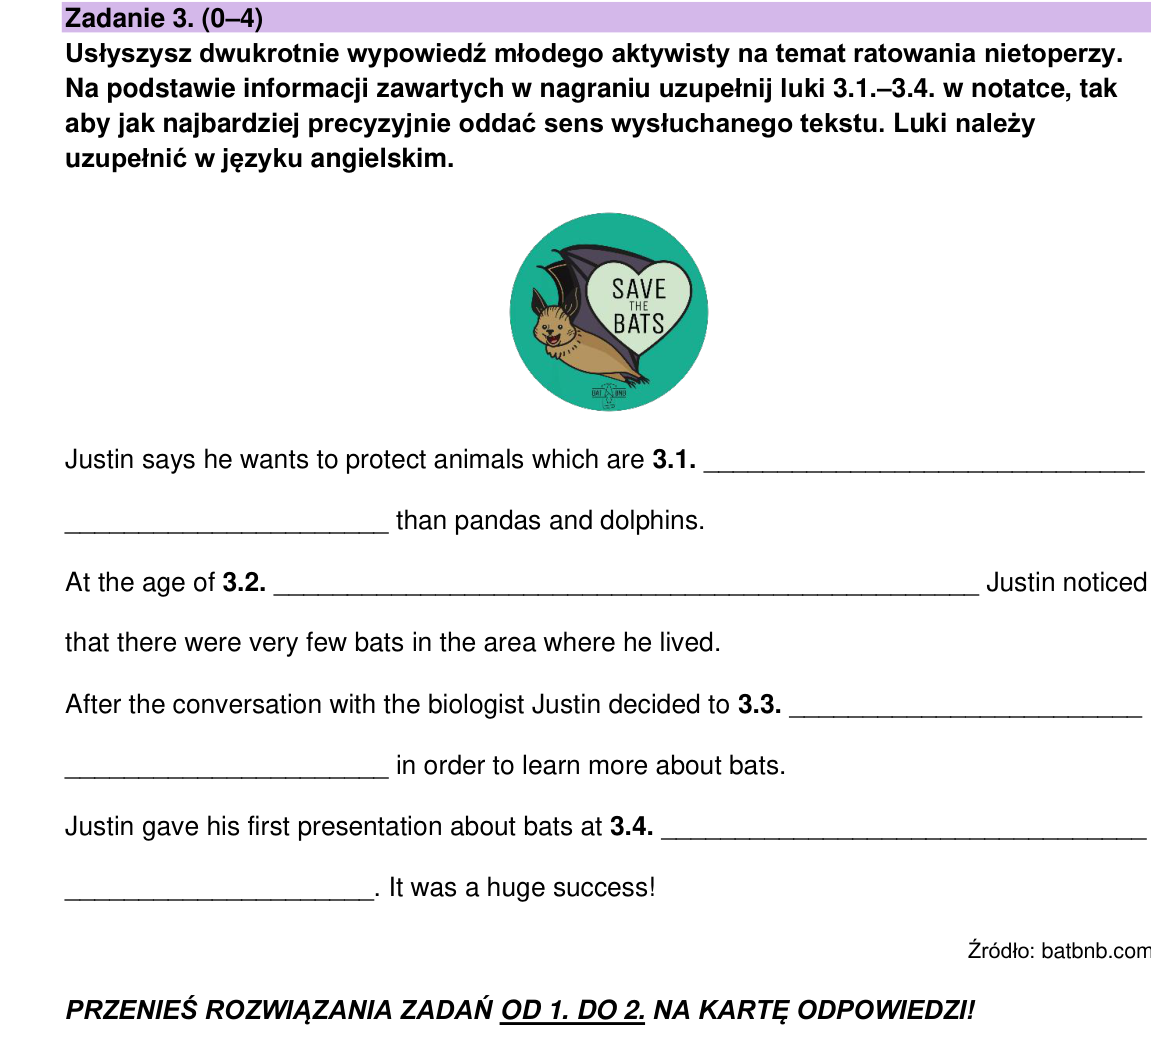 Zadanie 3. (0–4)
Usłyszysz dwukrotnie wypowiedź młodego aktywisty na temat ratowania nietoperzy.
Na podstawie informacji zawartych w nagraniu uzupełnij luki 3.1.–3.4. w notatce, tak
aby jak najbardziej precyzyjnie oddać sens wysłuchanego tekstu. Luki należy
uzupełnić w języku angielskim.
SAVE
THE
BATS
BAT BNB
Justin says he wants to protect animals which are 3.1. ______________________________
______________________ than pandas and dolphins.
At the age of 3.2. ________________________________________________ Justin noticed
that there were very few bats in the area where he lived.
After the conversation with the biologist Justin decided to 3.3. ________________________
______________________ in order to learn more about bats.
Justin gave his first presentation about bats at 3.4. _________________________________
_____________________. It was a huge success!
Źródło: batbnb.com
PRZENIEŚ ROZWIĄZANIA ZADAŃ OD 1. DO 2. NA KARTĘ ODPOWIEDZI!